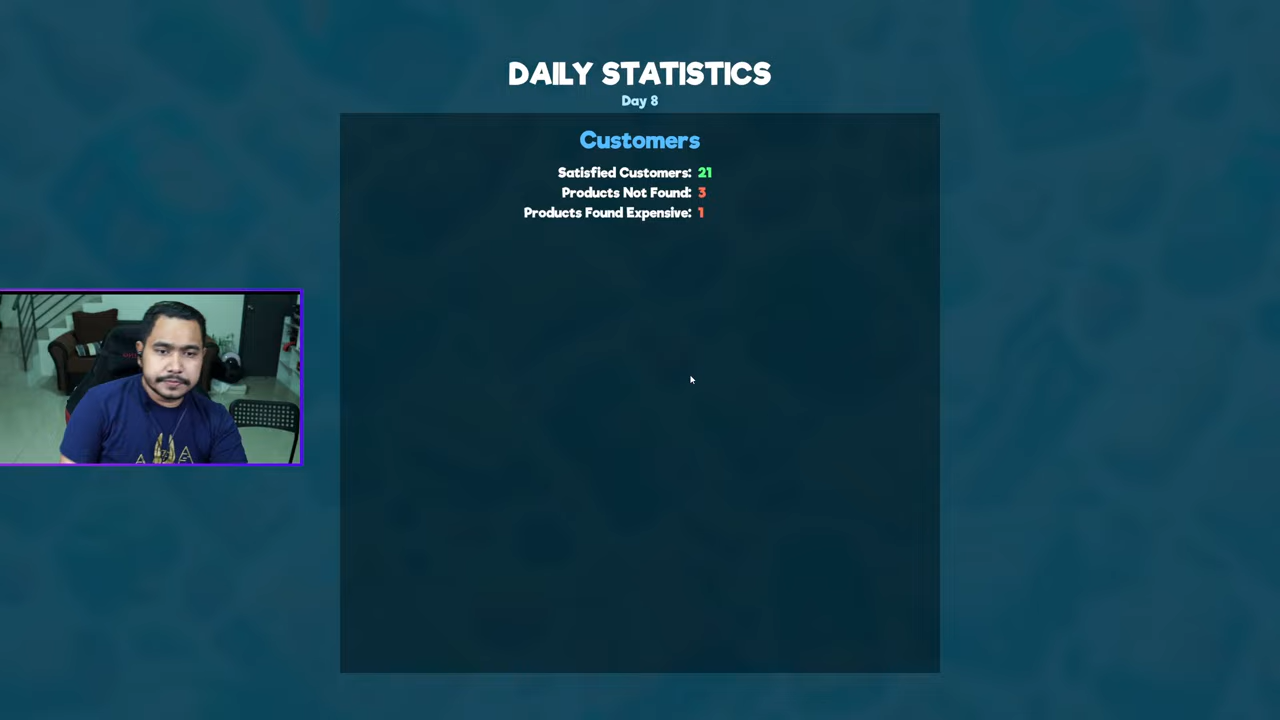 DAILY STATISTICS
Day 8
Customers
Satisfied Customers: 21
Products Not Found: 3
Products Found Expensive: 1